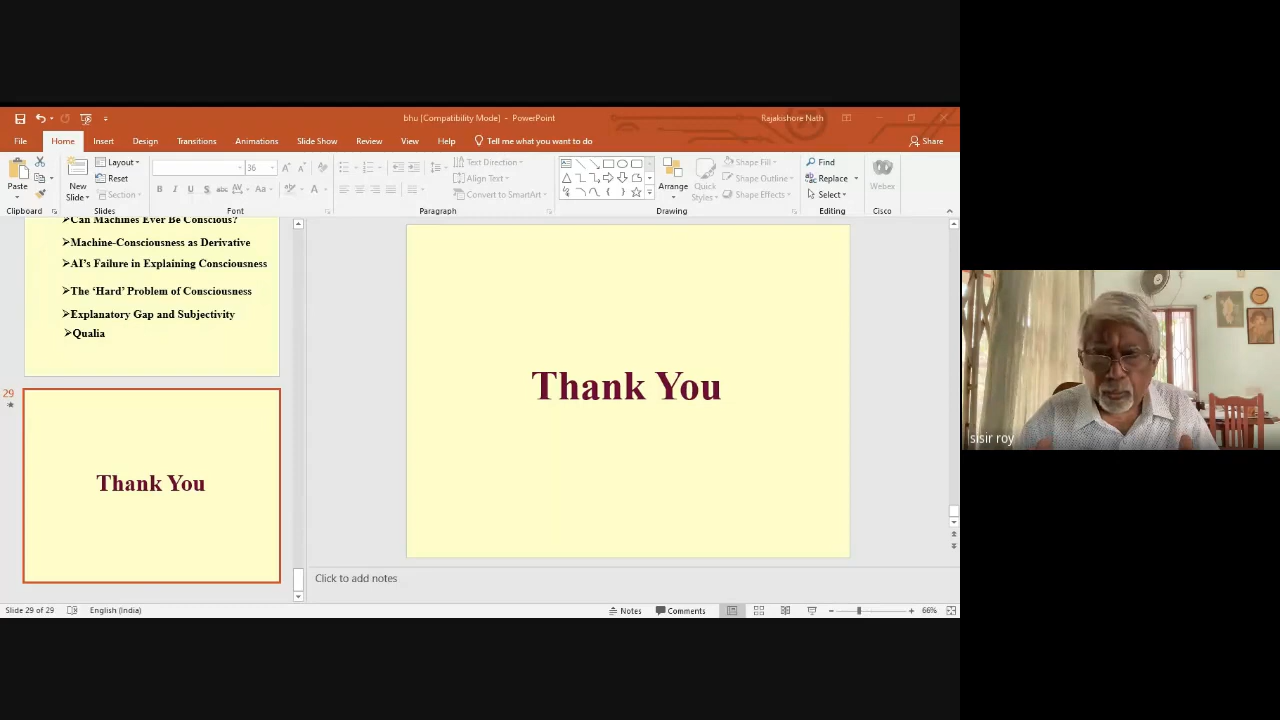 bhu [Compatibility Mode] - PowerPoint
Rajakishore Nath
File Home Insert Design Transitions Animations Slide Show Review View Help Tell me what you want to do Share
Paste
Clipboard
New Slide
Layout
Reset
Section
Slides
36
B I U S abc AV Aa A
Font
Text Direction
Align Text
Convert to SmartArt
Paragraph
Arrange
Quick Styles
Shape Fill
Shape Outline
Shape Effects
Drawing
Find
Replace
Select
Editing
Webex
Cisco
➢Can Machines Ever Be Conscious?
➢Machine-Consciousness as Derivative
➢AI's Failure in Explaining Consciousness
➢The ‘Hard’ Problem of Consciousness
➢Explanatory Gap and Subjectivity
➢Qualia
29
Thank You
Thank You
sisir roy
Click to add notes
Slide 29 of 29 English (India) Notes Comments 66%